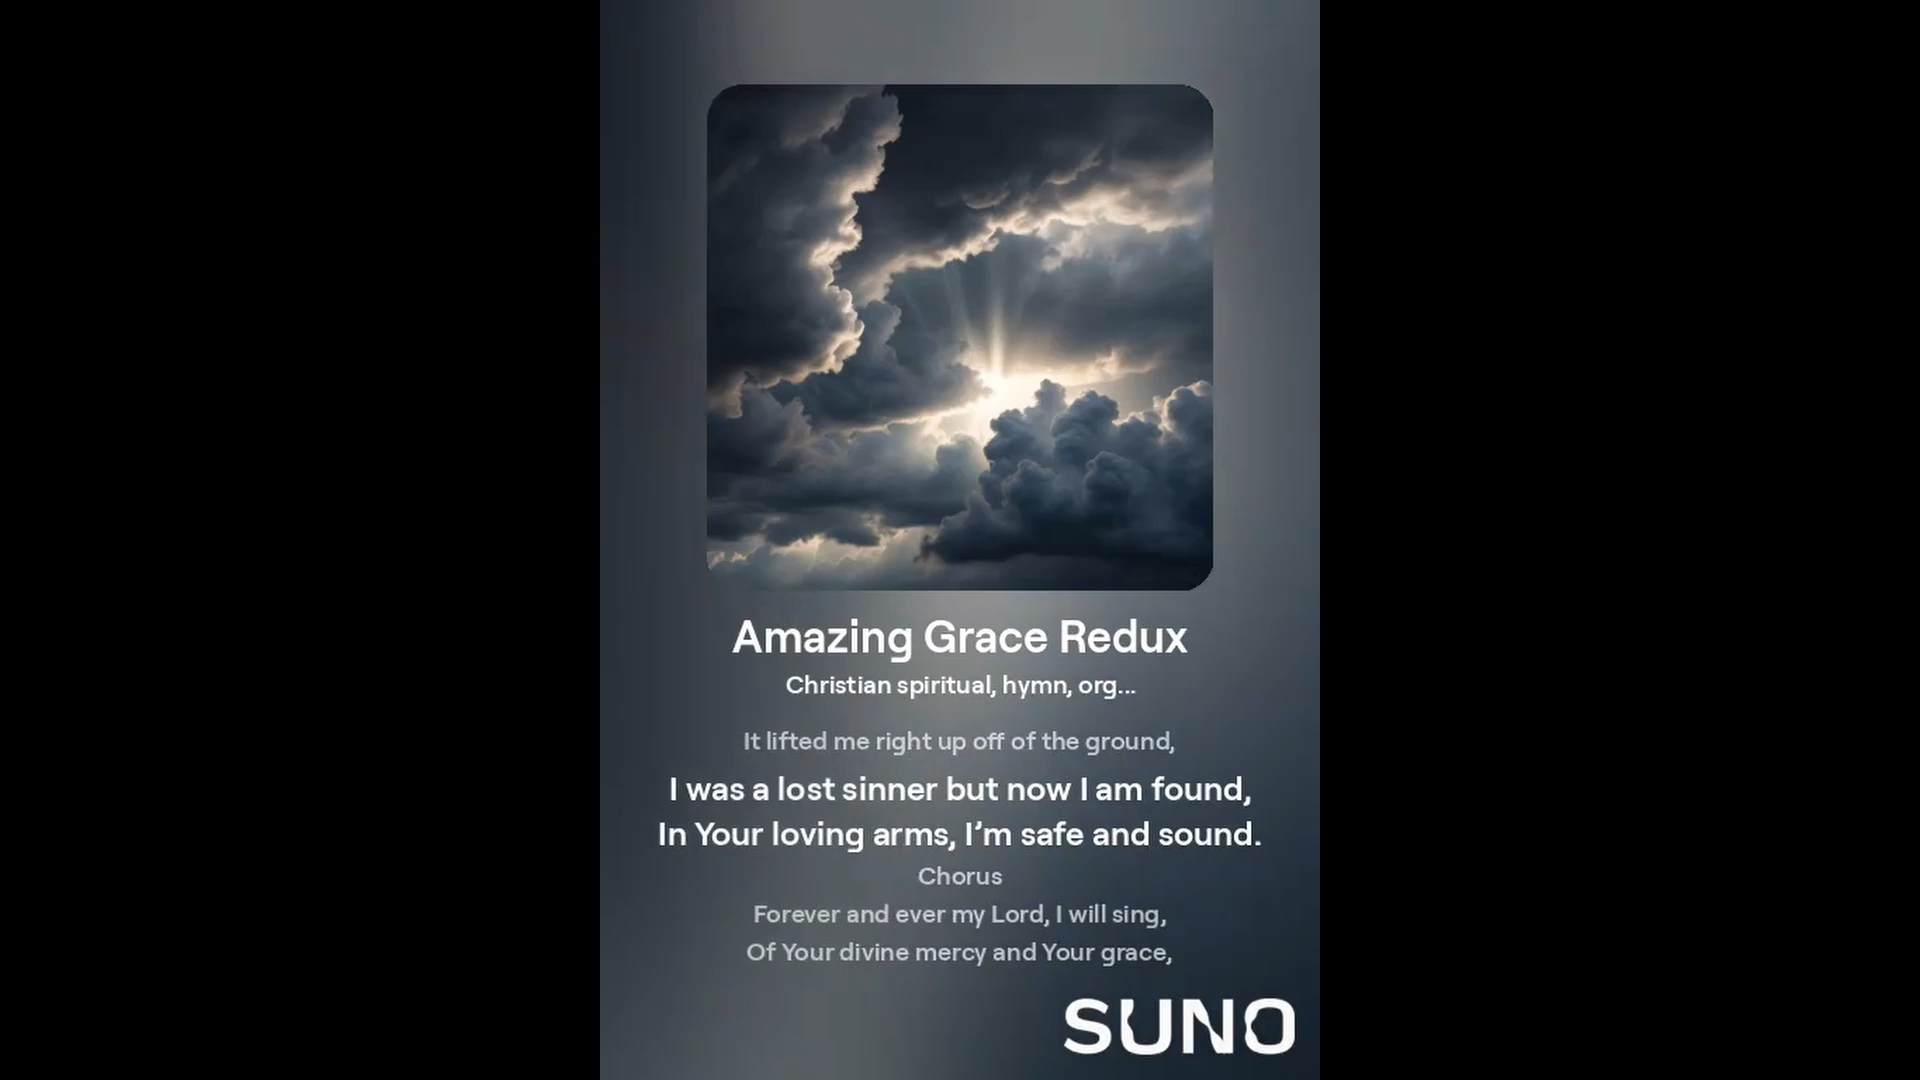 Amazing Grace Redux
Christian spiritual, hymn, org...
It lifted me right up off of the ground,
I was a lost sinner but now I am found,
In Your loving arms, I’m safe and sound.
Chorus
Forever and ever my Lord, I will sing,
Of Your divine mercy and Your grace,
SUNO